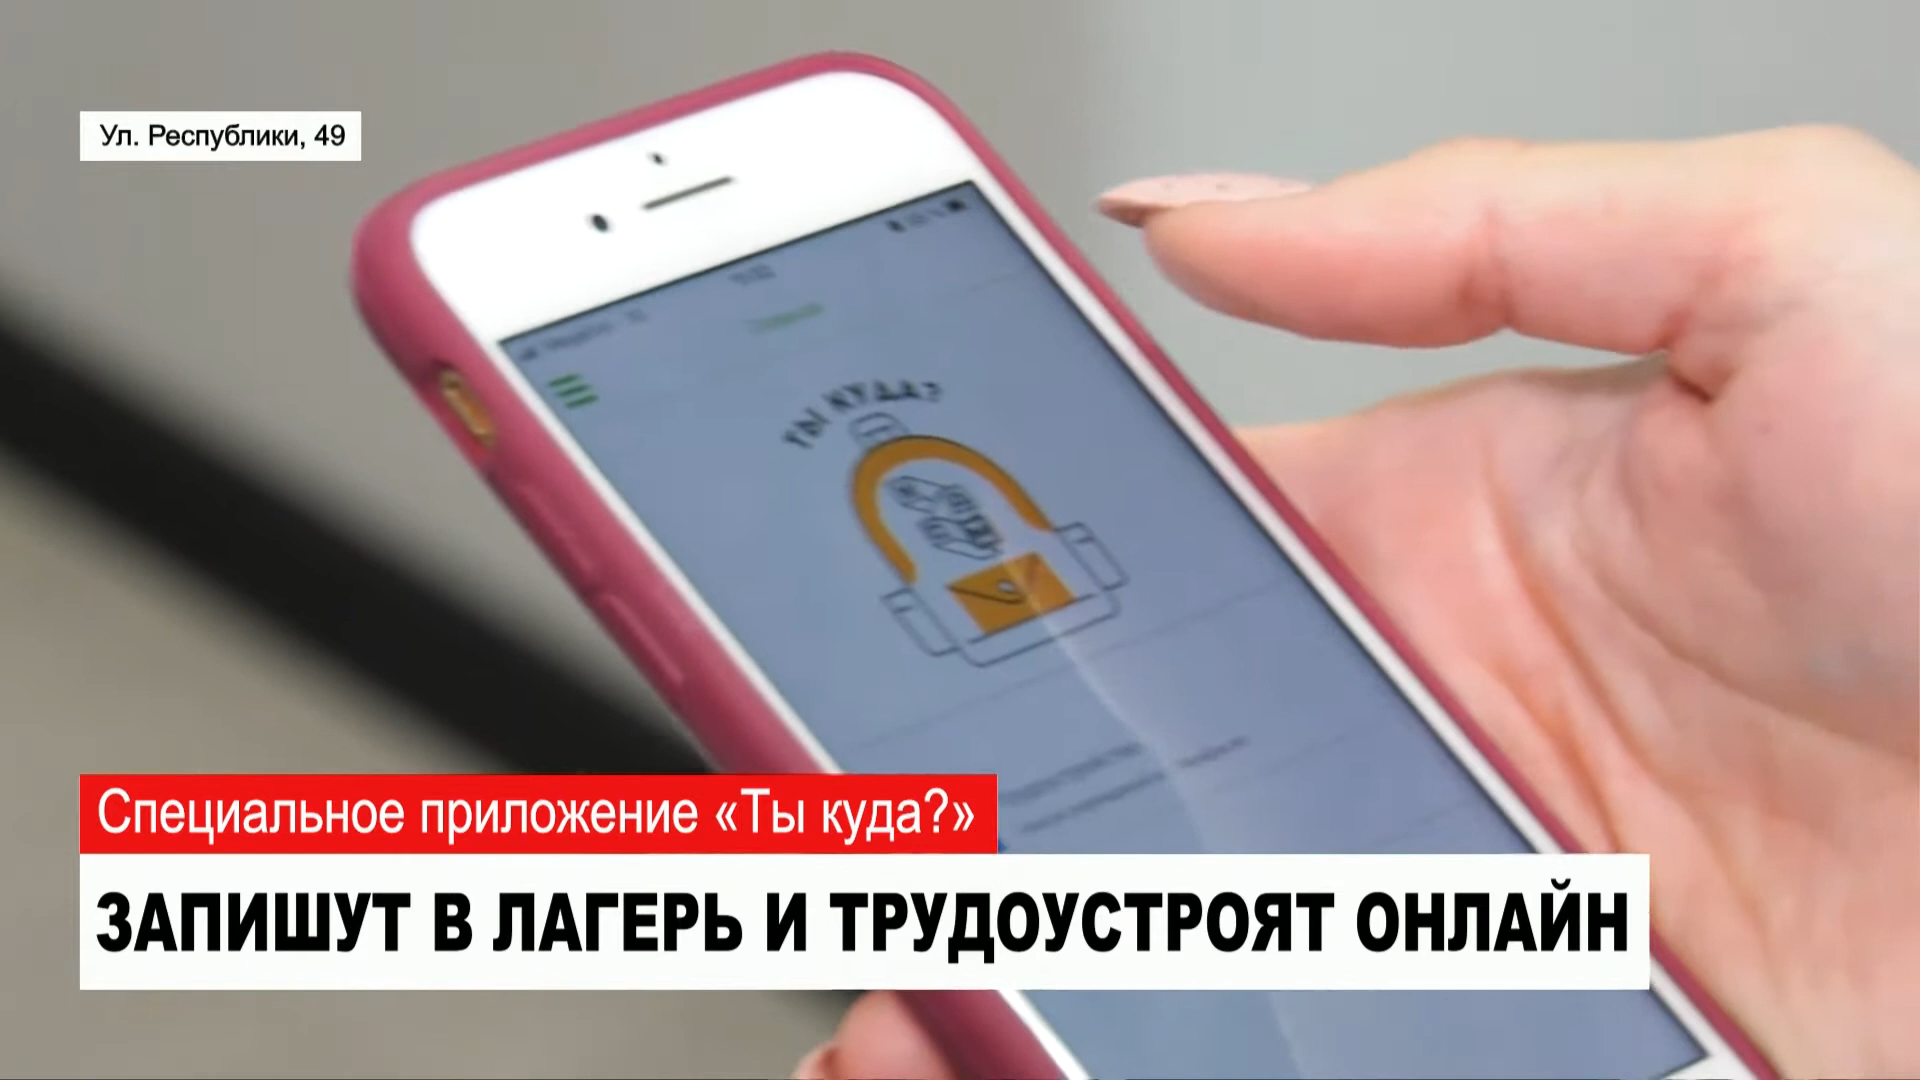 Ул. Республики, 49
ТЫ КУДА?
Специальное приложение «Ты куда?»
ЗАПИШУТ В ЛАГЕРЬ И ТРУДОУСТРОЯТ ОНЛАЙН